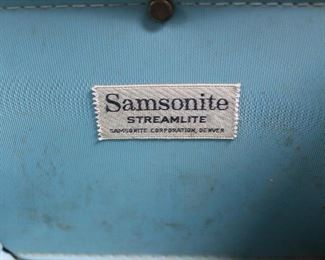 Samsonite
STREAMLITE
SAMSONITE CORPORATION, DENVER